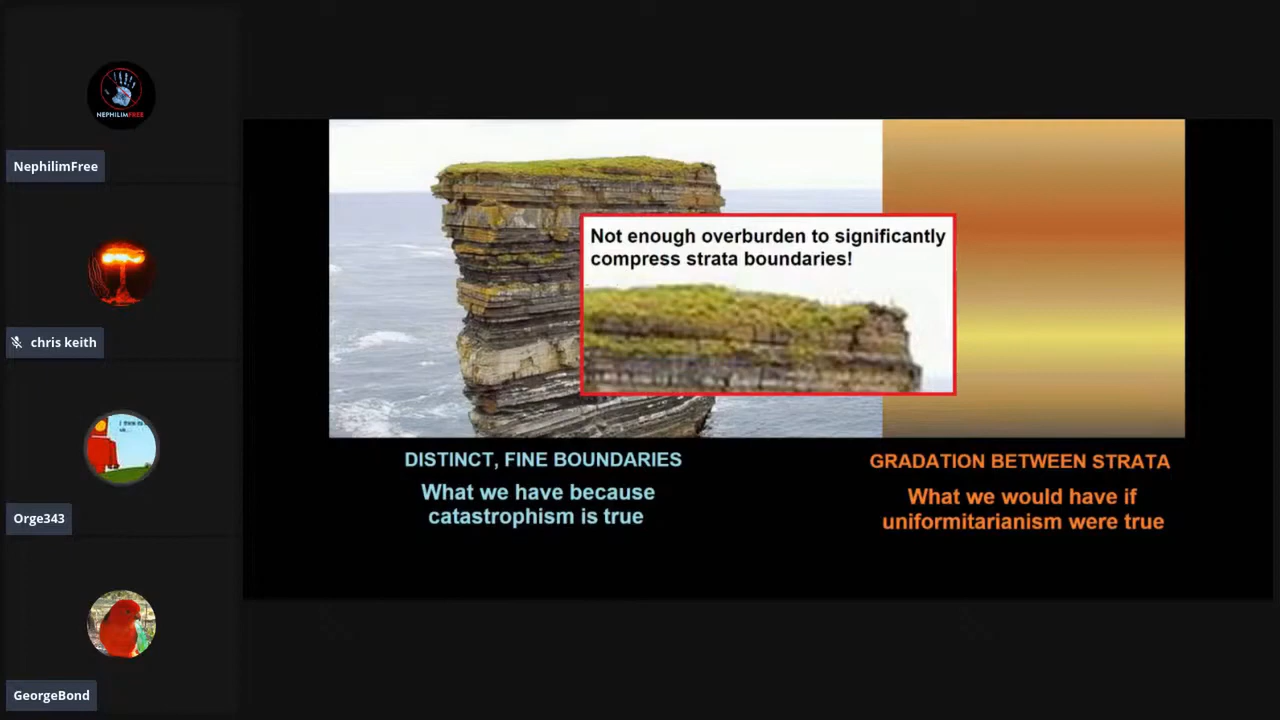 NEPHILIMFREE
NephilimFree
chris keith
Orge343
GeorgeBond
Not enough overburden to significantly
compress strata boundaries!
DISTINCT, FINE BOUNDARIES
What we have because
catastrophism is true
GRADATION BETWEEN STRATA
What we would have if
uniformitarianism were true